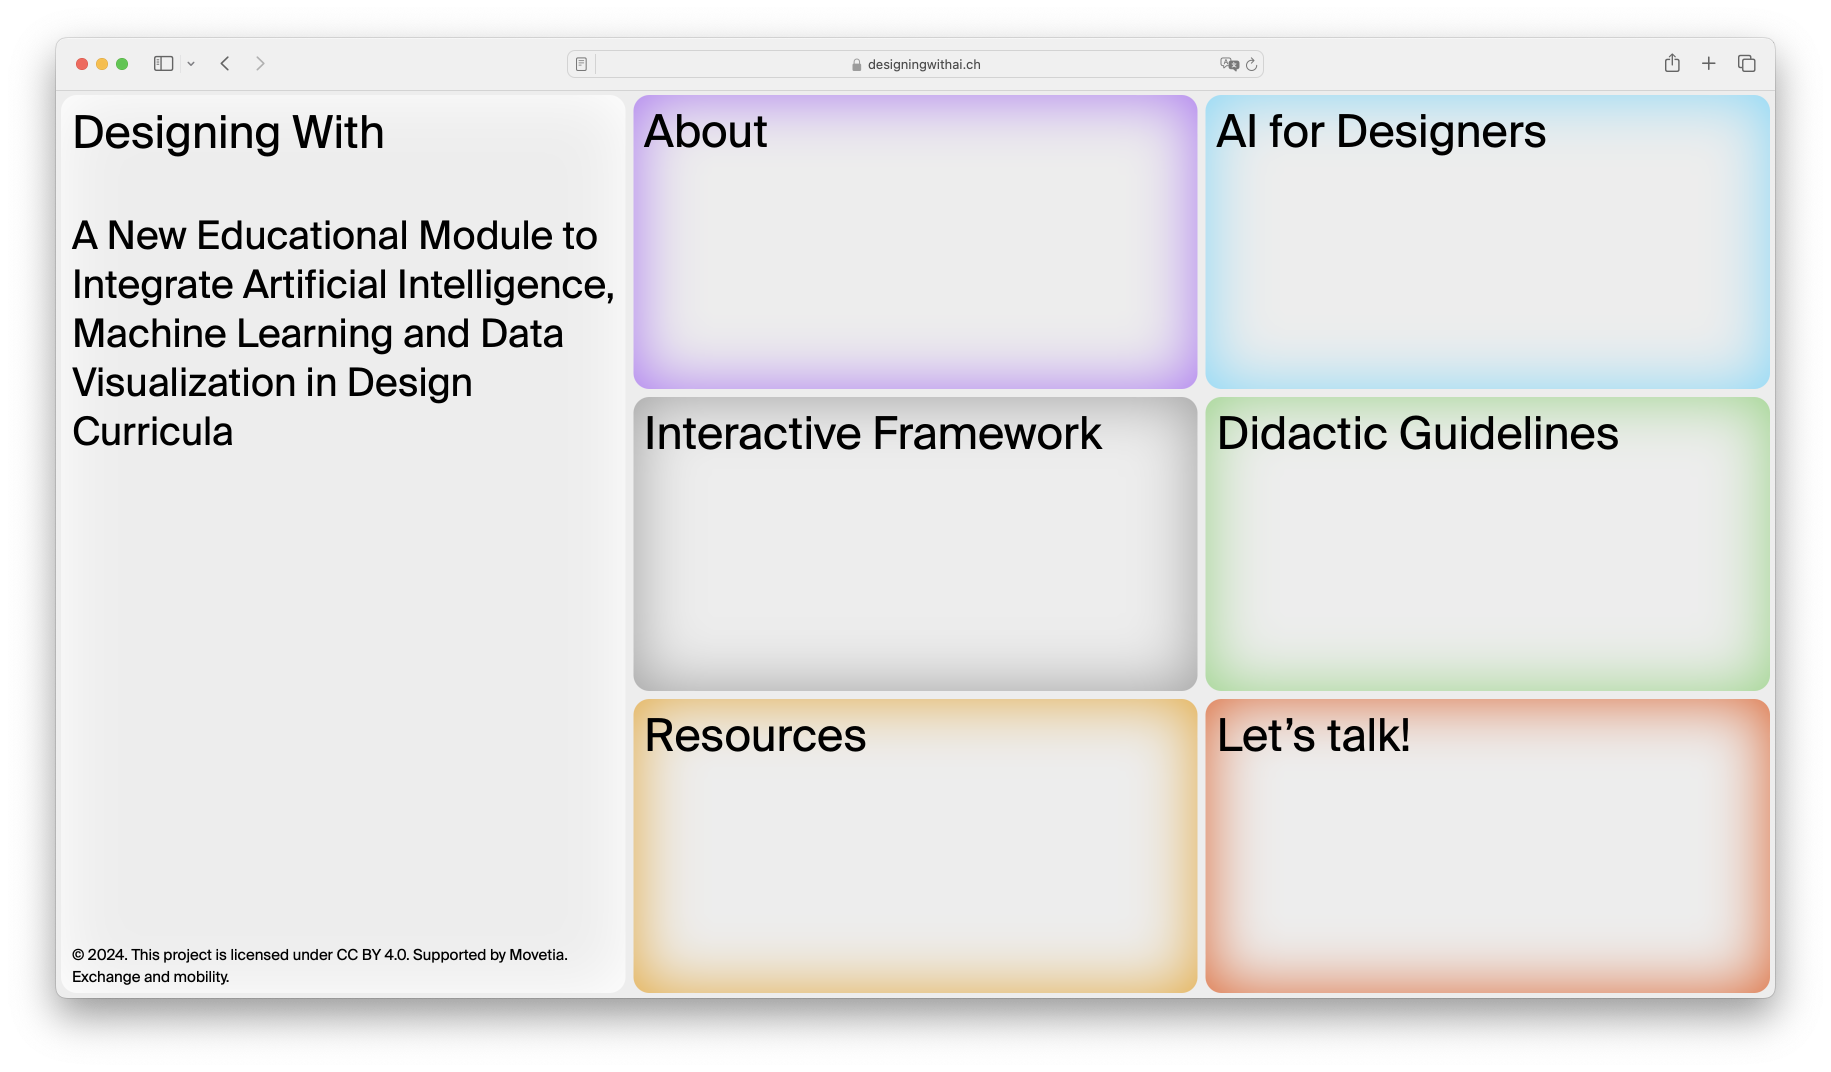 designingwithai.ch
Designing With
A New Educational Module to
Integrate Artificial Intelligence,
Machine Learning and Data
Visualization in Design
Curricula
© 2024. This project is licensed under CC BY 4.0. Supported by Movetia.
Exchange and mobility.
About
AI for Designers
Interactive Framework
Didactic Guidelines
Resources
Let’s talk!